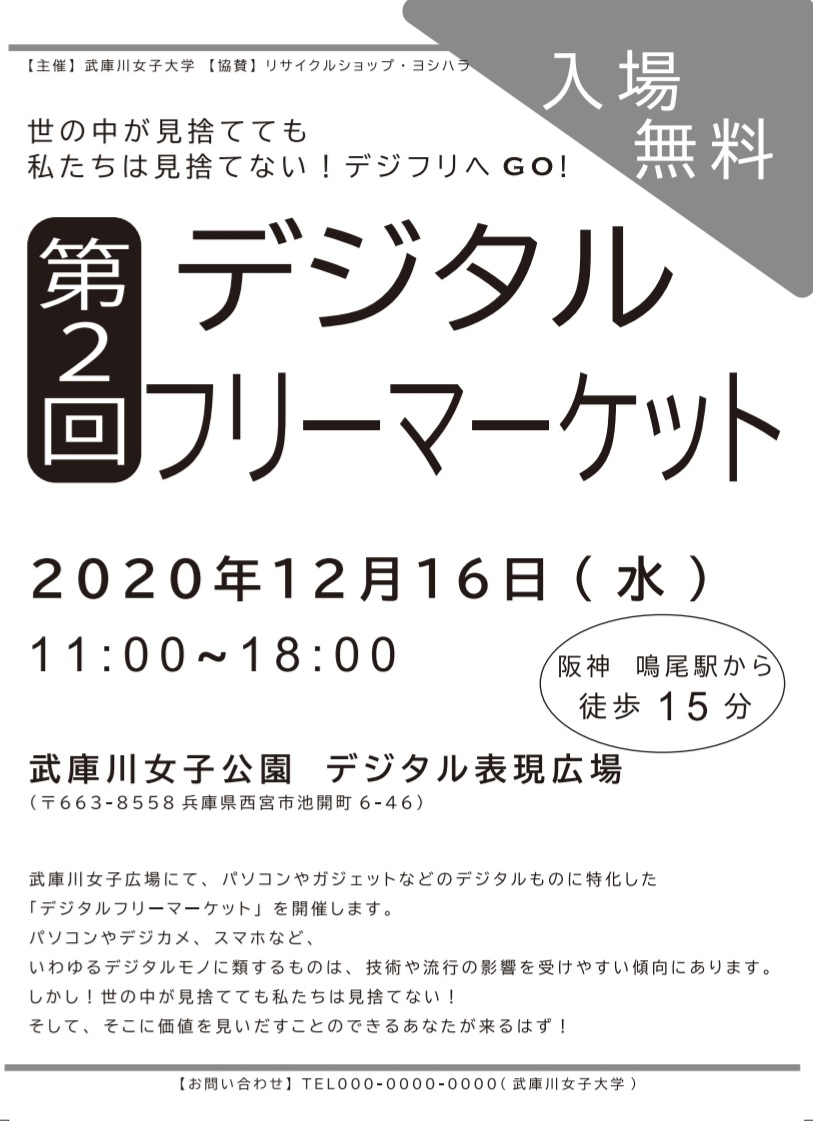 【主催】武庫川女子大学 【協賛】リサイクルショップ・ヨシハラ
入場
無料
世の中が見捨てても
私たちは見捨てない！デジフリへ GO!
第2回
デジタル
フリーマーケット
2020年12月16日（水）
11:00~18:00
阪神 鳴尾駅から
徒歩 15 分
武庫川女子公園 デジタル表現広場
（〒663-8558 兵庫県西宮市池開町 6-46）
武庫川女子広場にて、パソコンやガジェットなどのデジタルものに特化した
「デジタルフリーマーケット」を開催します。
パソコンやデジカメ、スマホなど、
いわゆるデジタルモノに類するものは、技術や流行の影響を受けやすい傾向にあります。
しかし！世の中が見捨てても私たちは見捨てない！
そして、そこに価値を見いだすことのできるあなたが来るはず！
【お問い合わせ】TEL000-0000-0000(武庫川女子大学)